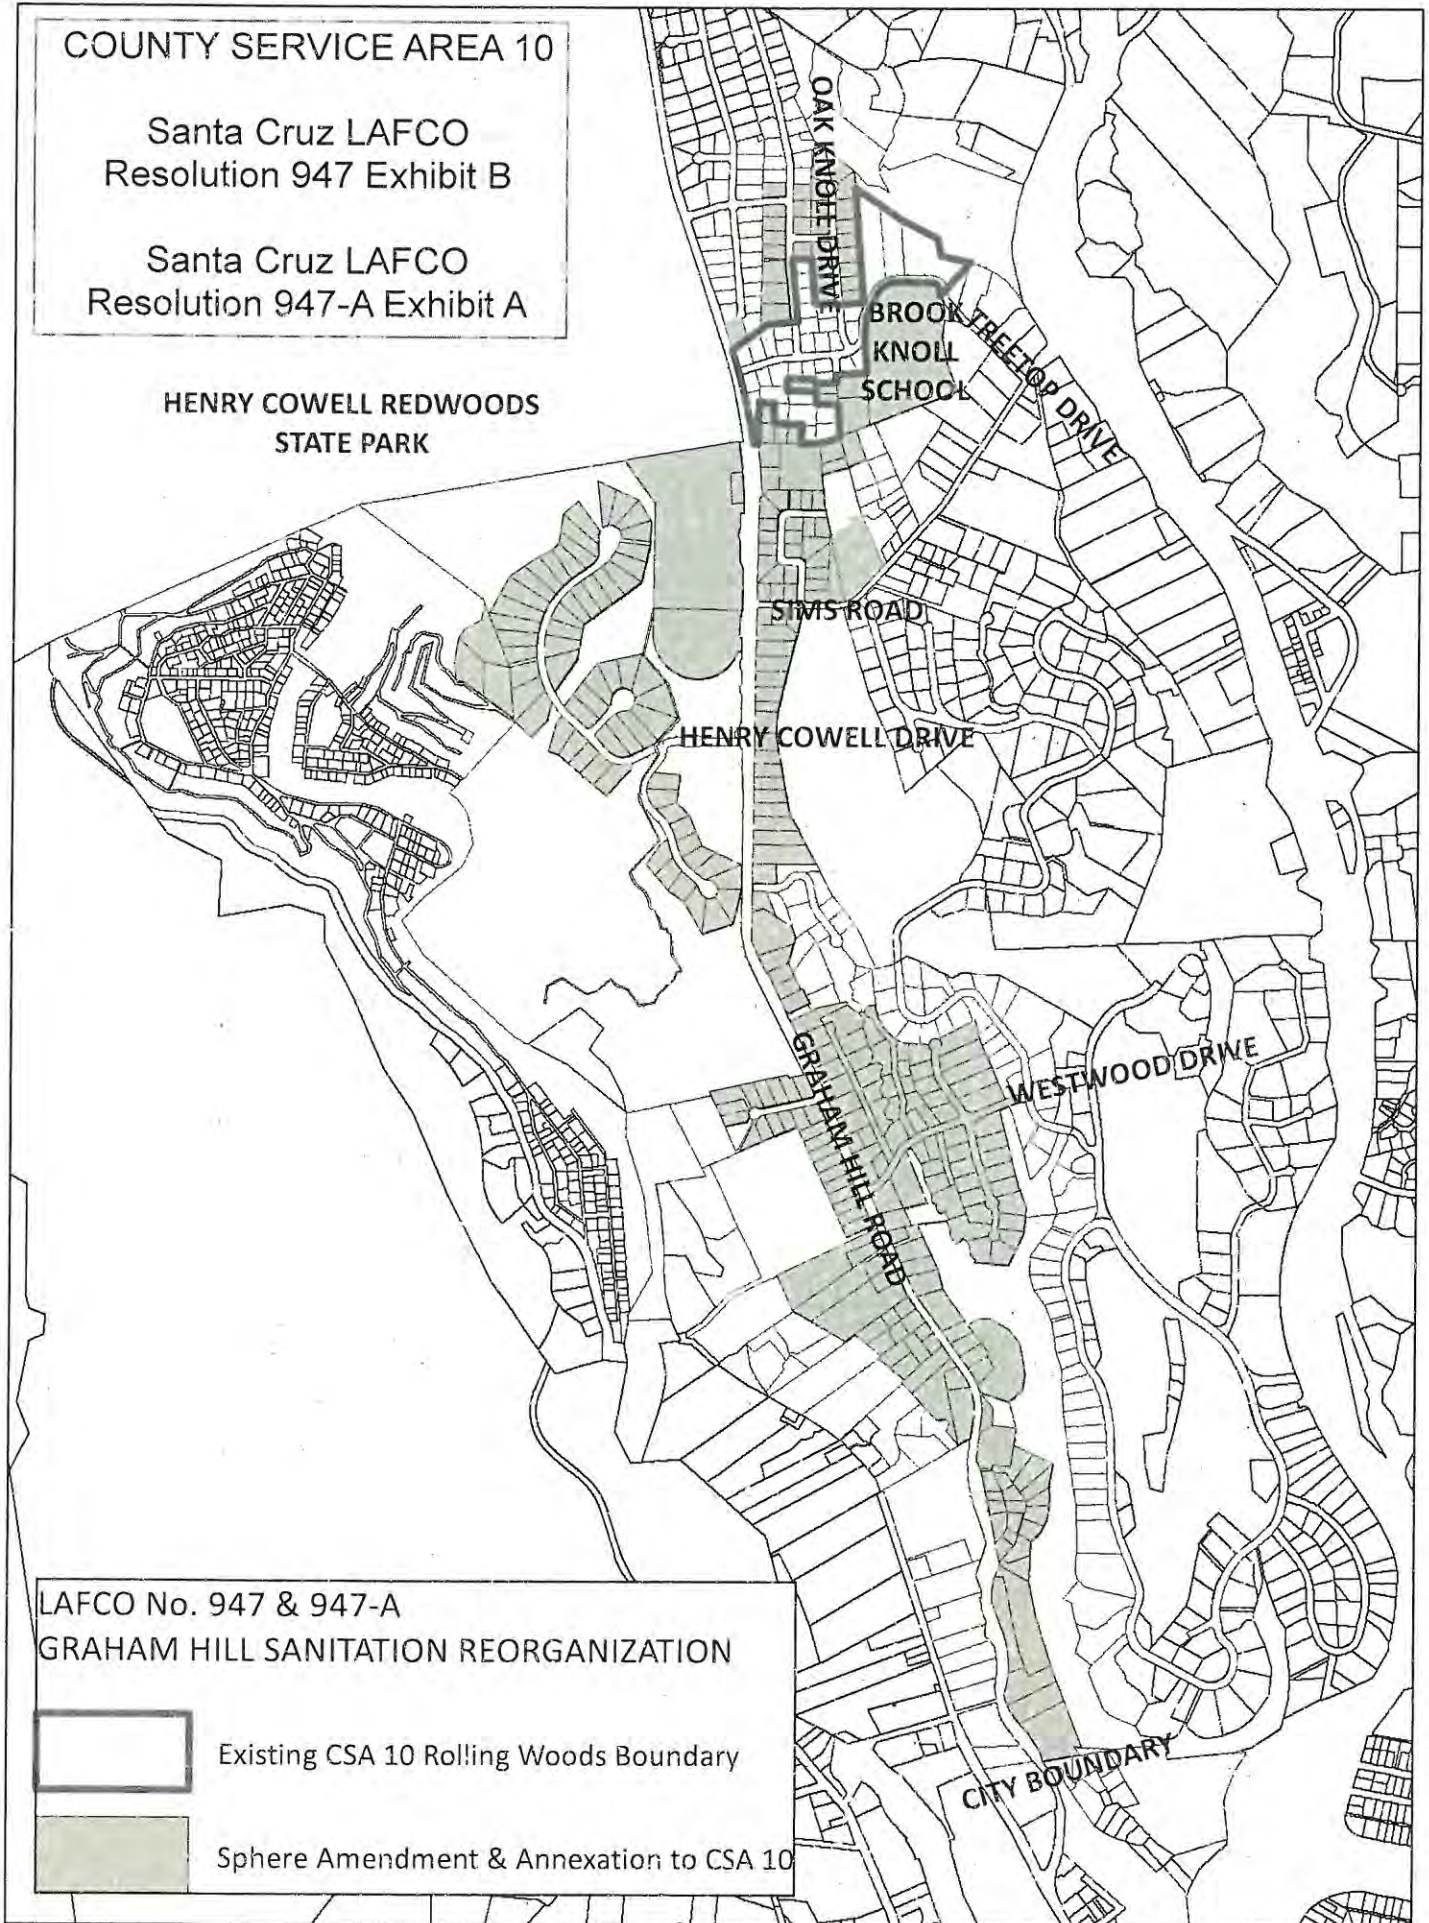 COUNTY SERVICE AREA 10
Santa Cruz LAFCO
Resolution 947 Exhibit B
Santa Cruz LAFCO
Resolution 947-A Exhibit A
HENRY COWELL REDWOODS
STATE PARK
OAK KNOLL DRIVE
BROOK
KNOLL
SCHOOL
TREETOP DRIVE
SIMS ROAD
HENRY COWELL DRIVE
GRAHAM HILL ROAD
WESTWOOD DRIVE
CITY BOUNDARY
LAFCO No. 947 & 947-A
GRAHAM HILL SANITATION REORGANIZATION
Existing CSA 10 Rolling Woods Boundary
Sphere Amendment & Annexation to CSA 10